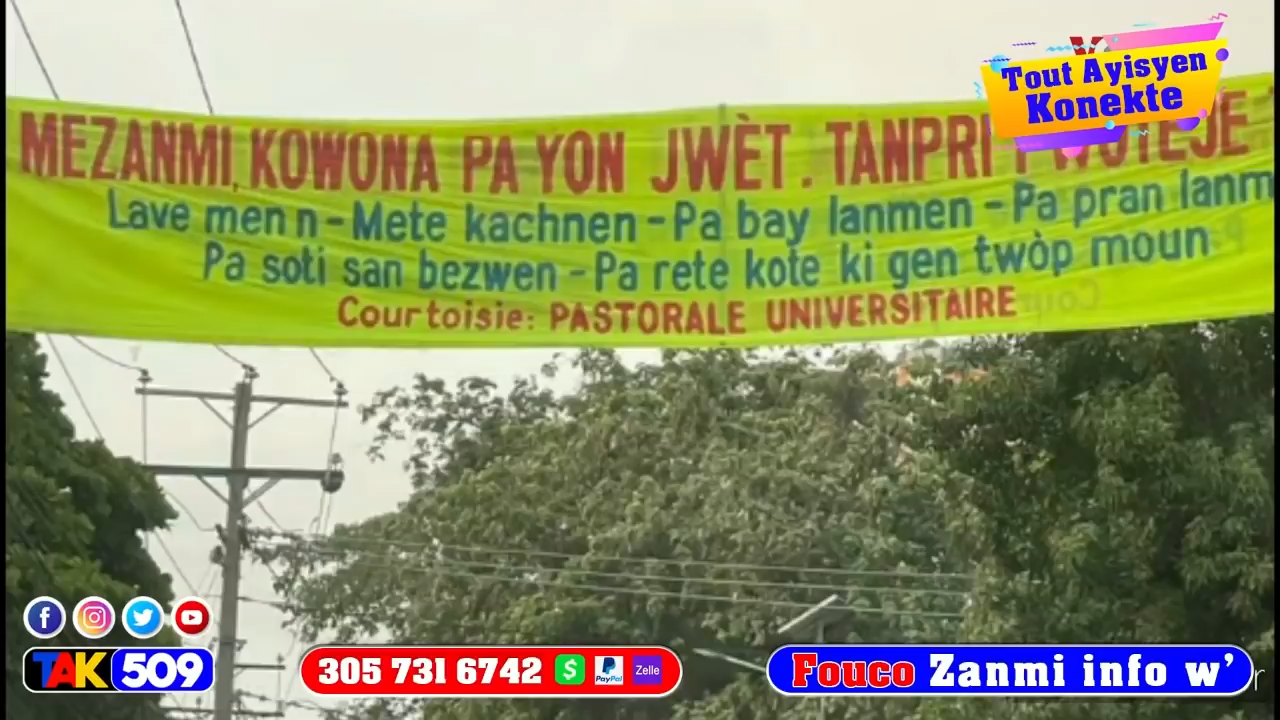 Tout Ayisyen
Konekte
MEZANMI, KOWONA PA YON JWÈT. TANPRI
Lave men n - Mete kachnen - Pa bay lanmen - Pa pran lanm
Pa soti san bezwen - Pa rete kote ki gen twòp moun
Courtoisie: PASTORALE UNIVERSITAIRE
TAK 509
305 731 6742 $ PayPal Zelle
Fouco Zanmi info w'